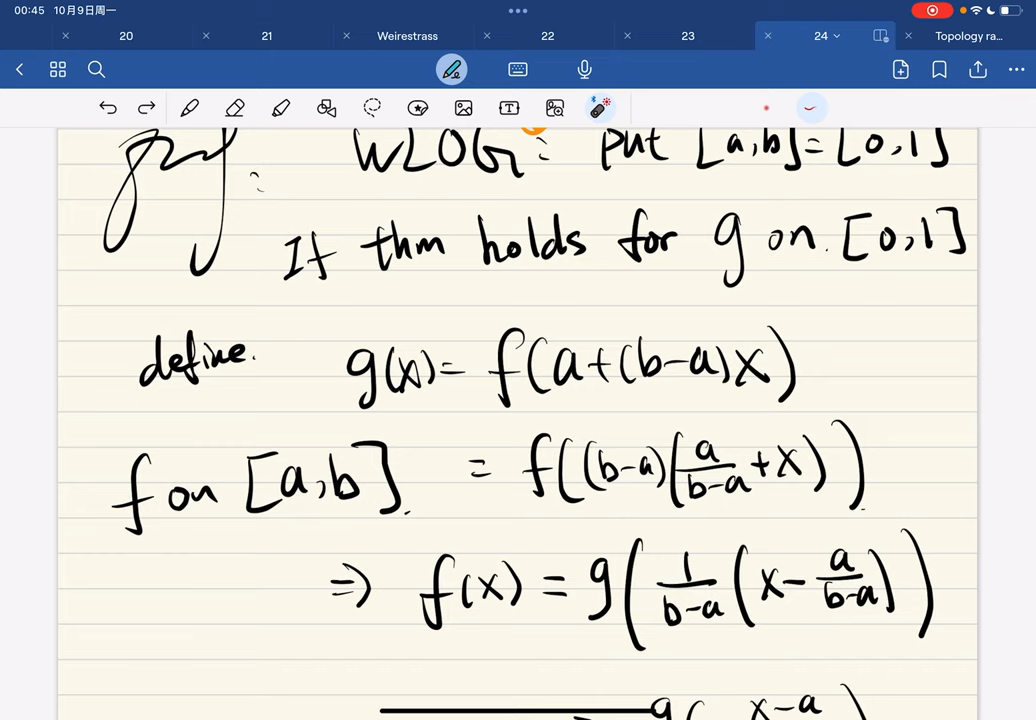 00:45 10月9日周一
20 21 Weirestrass 22 23 24 Topology ra...
WLOG: put [a,b]=[0,1]
If thm holds for g on. [0,1]
define. g(x)= f(a+(b-a)x)
f on [a,b]. = f((b-a)(a/(b-a)+x)).
⇒ f(x) = g(1/(b-a)(x-a/(b-a)))
x-a